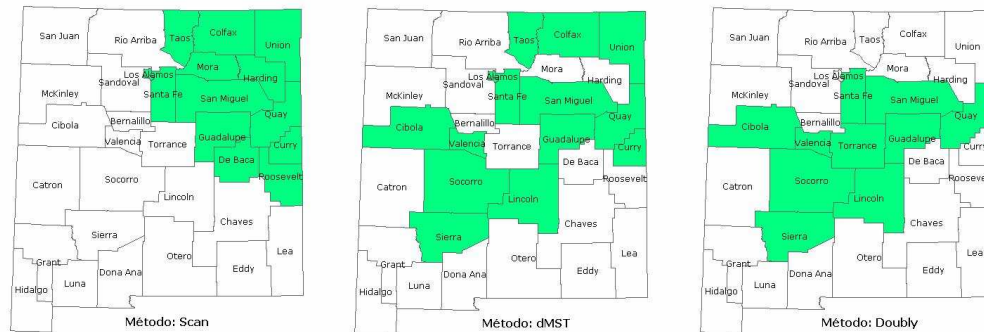 San Juan
Rio Arriba
Taos
Colfax
Union
Mora
Los Alamos
Harding
Sandoval
McKinley
Santa Fe
San Miguel
Quay
Bernalillo
Cibola
Guadalupe
Valencia
Torrance
Curry
De Baca
Roosevelt
Catron
Socorro
Lincoln
Chaves
Sierra
Lea
Grant
Otero
Eddy
Dona Ana
Luna
Hidalgo
Método: Scan
San Juan
Rio Arriba
Taos
Colfax
Union
Mora
Los Alamos
Harding
Sandoval
McKinley
Santa Fe
San Miguel
Quay
Bernalillo
Cibola
Guadalupe
Valencia
Torrance
Curry
De Baca
Roosevelt
Catron
Socorro
Lincoln
Chaves
Sierra
Lea
Grant
Otero
Eddy
Dona Ana
Luna
Hidalgo
Método: dMST
San Juan
Rio Arriba
Taos
Colfax
Union
Mora
Los Alamos
Harding
Sandoval
McKinley
Santa Fe
San Miguel
Quay
Bernalillo
Cibola
Guadalupe
Valencia
Torrance
Curry
De Baca
Roosevelt
Catron
Socorro
Lincoln
Chaves
Sierra
Lea
Grant
Otero
Eddy
Dona Ana
Luna
Hidalgo
Método: Doubly